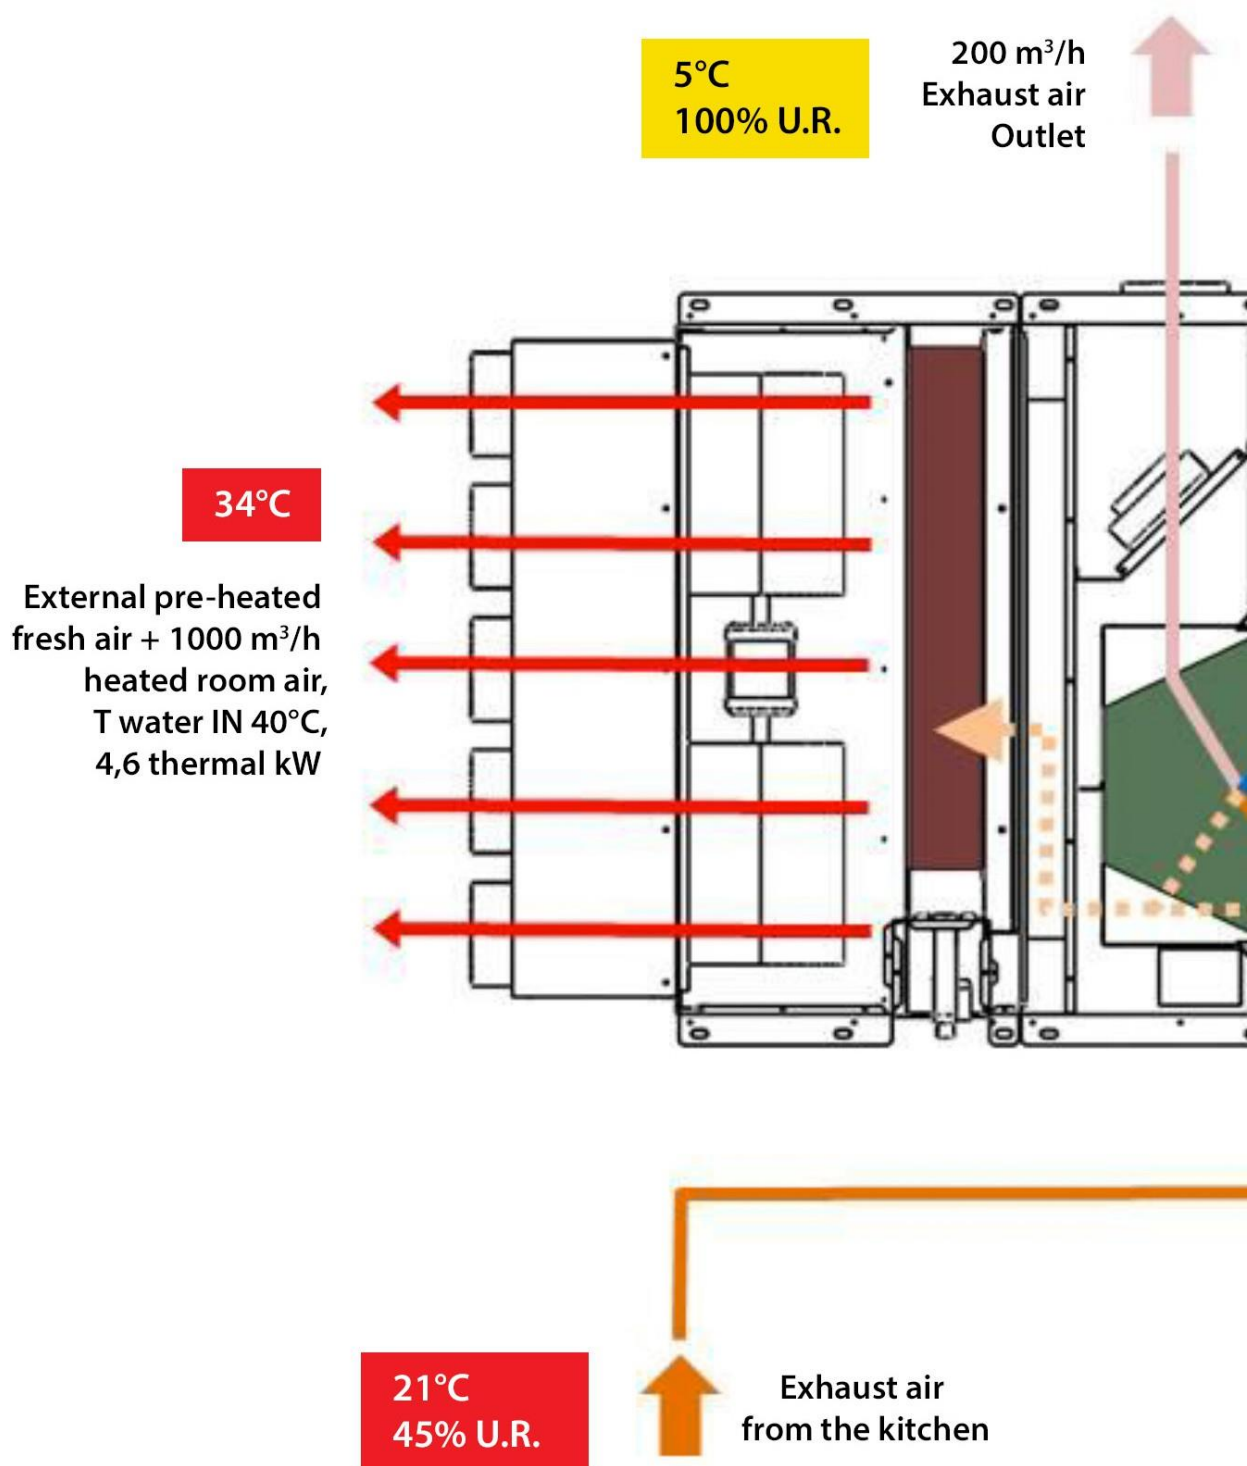 5°C
100% U.R.
200 m³/h
Exhaust air
Outlet
34°C
External pre-heated
fresh air + 1000 m³/h
heated room air,
T water IN 40°C,
4,6 thermal kW
21°C
45% U.R.
Exhaust air
from the kitchen